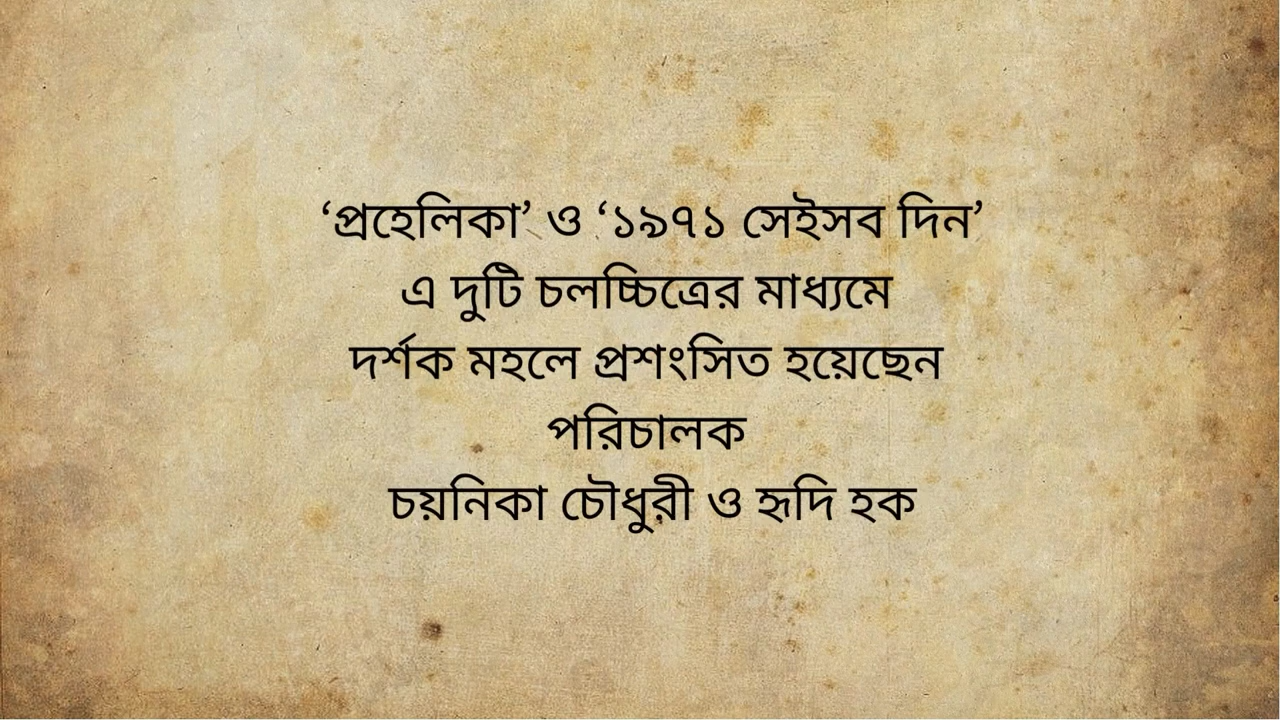 ‘প্রহেলিকা’ ও ‘১৯৭১ সেইসব দিন’
এ দুটি চলচ্চিত্রের মাধ্যমে
দর্শক মহলে প্রশংসিত হয়েছেন
পরিচালক
চয়নিকা চৌধুরী ও হৃদি হক